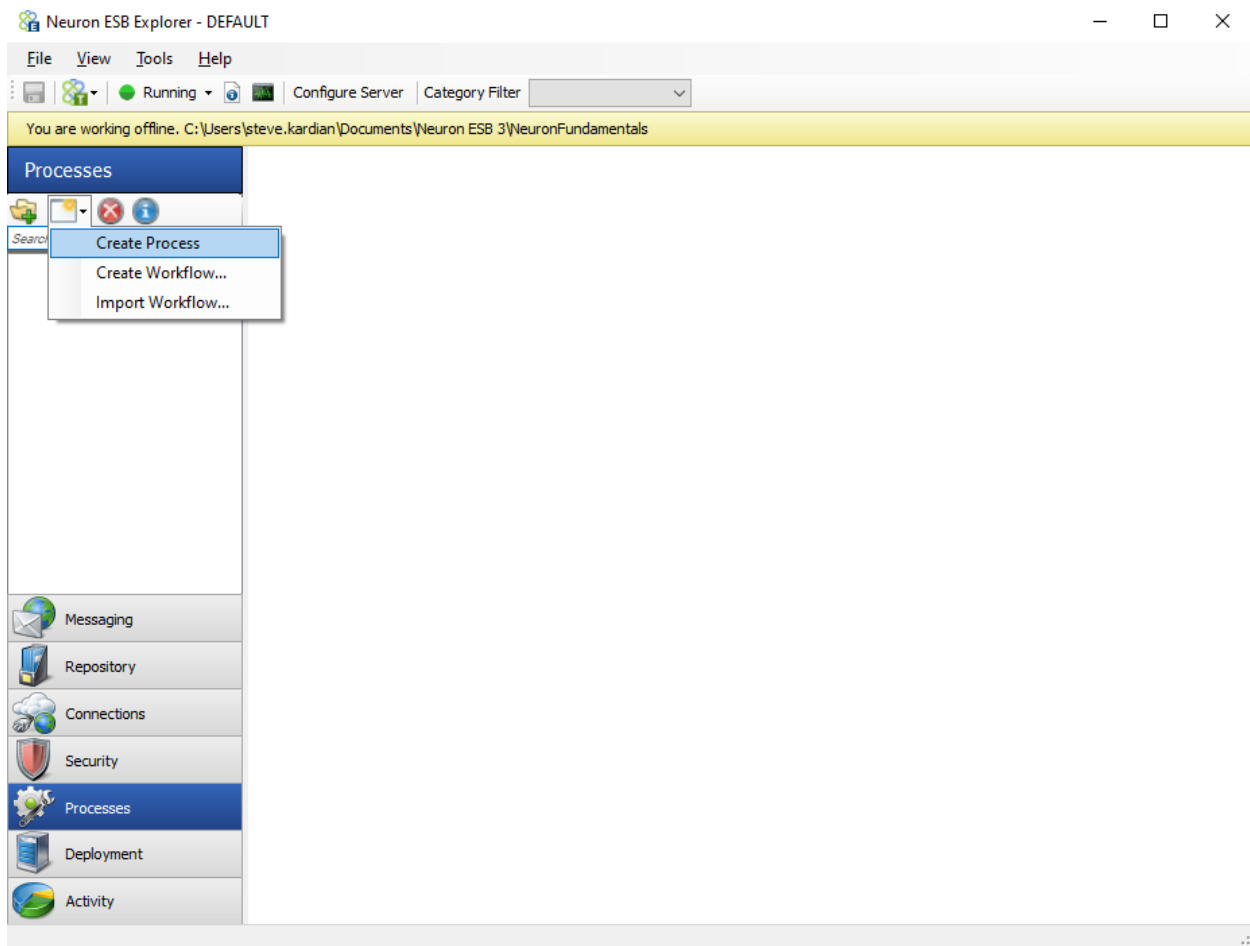 Neuron ESB Explorer - DEFAULT
File View Tools Help
Running Configure Server Category Filter
You are working offline. C:\Users\steve.kardian\Documents\Neuron ESB 3\NeuronFundamentals
Processes
Searc
Create Process
Create Workflow...
Import Workflow...
Messaging
Repository
Connections
Security
Processes
Deployment
Activity